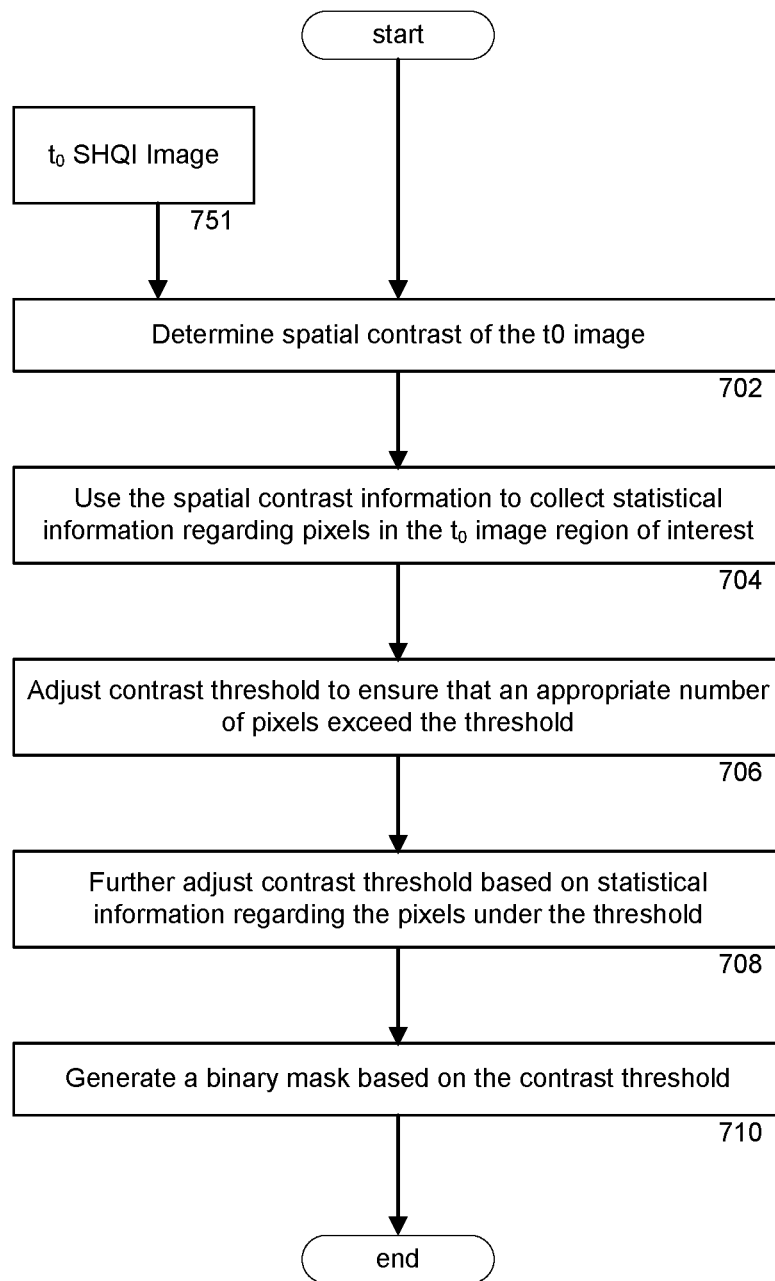 start
t₀ SHQI Image
751
Determine spatial contrast of the t0 image
702
Use the spatial contrast information to collect statistical
information regarding pixels in the t₀ image region of interest
704
Adjust contrast threshold to ensure that an appropriate number
of pixels exceed the threshold
706
Further adjust contrast threshold based on statistical
information regarding the pixels under the threshold
708
Generate a binary mask based on the contrast threshold
710
end